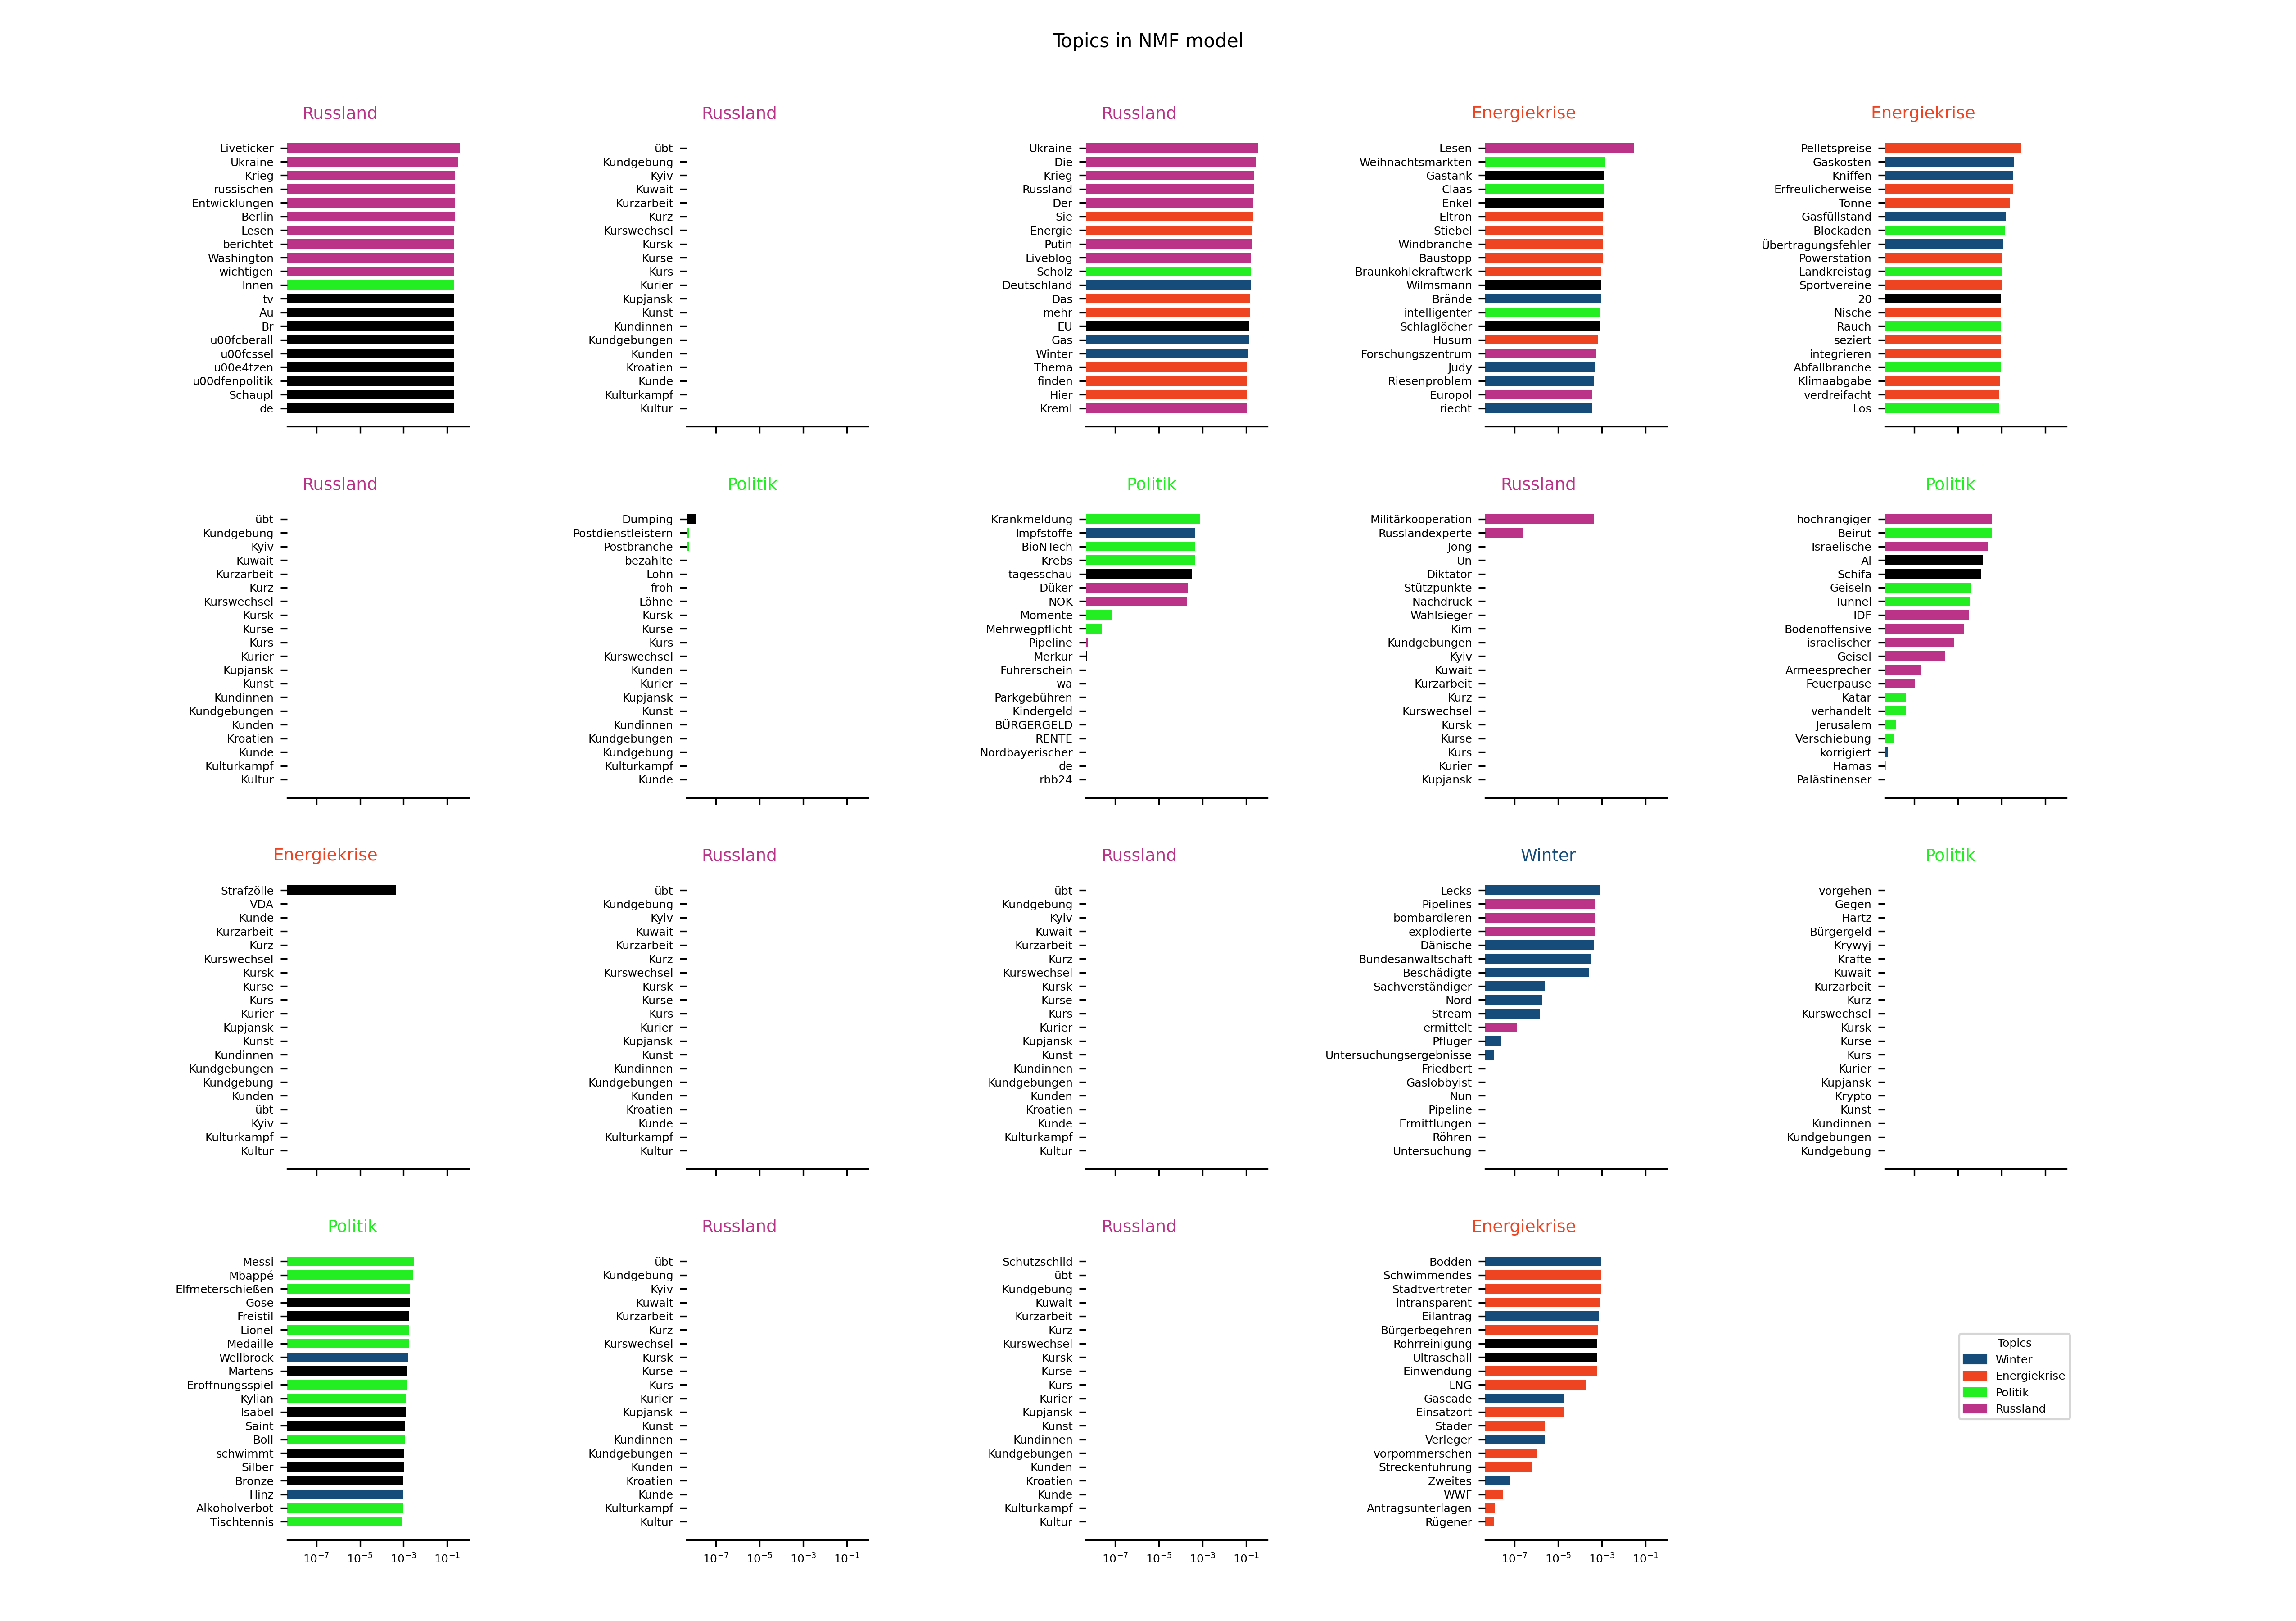 Topics in NMF model
Russland
Liveticker
Ukraine
Krieg
russischen
Entwicklungen
Berlin
Lesen
berichtet
Washington
wichtigen
Innen
tv
Au
Br
u00fcberall
u00fcssel
u00e4tzen
u00dfenpolitik
Schaupl
de
Russland
übt
Kundgebung
Kyiv
Kuwait
Kurzarbeit
Kurz
Kurswechsel
Kursk
Kurse
Kurs
Kurier
Kupjansk
Kunst
Kundinnen
Kundgebungen
Kunden
Kroatien
Kunde
Kulturkampf
Kultur
Russland
Ukraine
Die
Krieg
Russland
Der
Sie
Energie
Putin
Liveblog
Scholz
Deutschland
Das
mehr
EU
Gas
Winter
Thema
finden
Hier
Kreml
Energiekrise
Lesen
Weihnachtsmärkten
Gastank
Claas
Enkel
Eltron
Stiebel
Windbranche
Baustopp
Braunkohlekraftwerk
Wilmsmann
Brände
intelligenter
Schlaglöcher
Husum
Forschungszentrum
Judy
Riesenproblem
Europol
riecht
Energiekrise
Pelletspreise
Gaskosten
Kniffen
Erfreulicherweise
Tonne
Gasfüllstand
Blockaden
Übertragungsfehler
Powerstation
Landkreistag
Sportvereine
20
Nische
Rauch
seziert
integrieren
Abfallbranche
Klimaabgabe
verdreifacht
Los
Russland
übt
Kundgebung
Kyiv
Kuwait
Kurzarbeit
Kurz
Kurswechsel
Kursk
Kurse
Kurs
Kurier
Kupjansk
Kunst
Kundinnen
Kundgebungen
Kunden
Kroatien
Kunde
Kulturkampf
Kultur
Politik
Dumping
Postdienstleistern
Postbranche
bezahlte
Lohn
froh
Löhne
Kursk
Kurse
Kurs
Kurswechsel
Kunden
Kurier
Kupjansk
Kunst
Kundinnen
Kundgebungen
Kundgebung
Kulturkampf
Kunde
Politik
Krankmeldung
Impfstoffe
BioNTech
Krebs
tagesschau
Düker
NOK
Momente
Mehrwegpflicht
Pipeline
Merkur
Führerschein
wa
Parkgebühren
Kindergeld
BÜRGERGELD
RENTE
Nordbayerischer
de
rbb24
Russland
Militärkooperation
Russlandexperte
Jong
Un
Diktator
Stützpunkte
Nachdruck
Wahlsieger
Kim
Kundgebungen
Kyiv
Kuwait
Kurzarbeit
Kurz
Kurswechsel
Kursk
Kurse
Kurs
Kurier
Kupjansk
Politik
hochrangiger
Beirut
Israelische
Al
Schifa
Geiseln
Tunnel
IDF
Bodenoffensive
israelischer
Geisel
Armeesprecher
Feuerpause
Katar
verhandelt
Jerusalem
Verschiebung
korrigiert
Hamas
Palästinenser
Energiekrise
Strafzölle
VDA
Kunde
Kurzarbeit
Kurz
Kurswechsel
Kursk
Kurse
Kurs
Kurier
Kupjansk
Kunst
Kundinnen
Kundgebungen
Kundgebung
Kunden
übt
Kyiv
Kulturkampf
Kultur
Russland
übt
Kundgebung
Kyiv
Kuwait
Kurzarbeit
Kurz
Kurswechsel
Kursk
Kurse
Kurs
Kurier
Kupjansk
Kunst
Kundinnen
Kundgebungen
Kunden
Kroatien
Kunde
Kulturkampf
Kultur
Russland
übt
Kundgebung
Kyiv
Kuwait
Kurzarbeit
Kurz
Kurswechsel
Kursk
Kurse
Kurs
Kurier
Kupjansk
Kunst
Kundinnen
Kundgebungen
Kunden
Kroatien
Kunde
Kulturkampf
Kultur
Winter
Lecks
Pipelines
bombardieren
explodierte
Dänische
Bundesanwaltschaft
Beschädigte
Sachverständiger
Nord
Stream
ermittelt
Pflüger
Untersuchungsergebnisse
Friedbert
Gaslobbyist
Nun
Pipeline
Ermittlungen
Röhren
Untersuchung
Politik
vorgehen
Gegen
Hartz
Bürgergeld
Krywyj
Kräfte
Kuwait
Kurzarbeit
Kurz
Kurswechsel
Kursk
Kurse
Kurs
Kurier
Kupjansk
Krypto
Kunst
Kundinnen
Kundgebungen
Kundgebung
Politik
Messi
Mbappé
Elfmeterschießen
Gose
Freistil
Lionel
Medaille
Wellbrock
Märtens
Eröffnungsspiel
Kylian
Isabel
Saint
Boll
schwimmt
Silber
Bronze
Hinz
Alkoholverbot
Tischtennis
10⁻⁷ 10⁻⁵ 10⁻³ 10⁻¹
Russland
übt
Kundgebung
Kyiv
Kuwait
Kurzarbeit
Kurz
Kurswechsel
Kursk
Kurse
Kurs
Kurier
Kupjansk
Kunst
Kundinnen
Kundgebungen
Kunden
Kroatien
Kunde
Kulturkampf
Kultur
10⁻⁷ 10⁻⁵ 10⁻³ 10⁻¹
Russland
Schutzschild
übt
Kundgebung
Kuwait
Kurzarbeit
Kurz
Kurswechsel
Kursk
Kurse
Kurs
Kurier
Kupjansk
Kunst
Kundinnen
Kundgebungen
Kunden
Kroatien
Kunde
Kulturkampf
Kultur
10⁻⁷ 10⁻⁵ 10⁻³ 10⁻¹
Energiekrise
Bodden
Schwimmendes
Stadtvertreter
intransparent
Eilantrag
Bürgerbegehren
Rohrreinigung
Ultraschall
Einwendung
LNG
Gascade
Einsatzort
Stader
Verleger
vorpommerschen
Streckenführung
Zweites
WWF
Antragsunterlagen
Rügener
10⁻⁷ 10⁻⁵ 10⁻³ 10⁻¹
Topics
Winter
Energiekrise
Politik
Russland